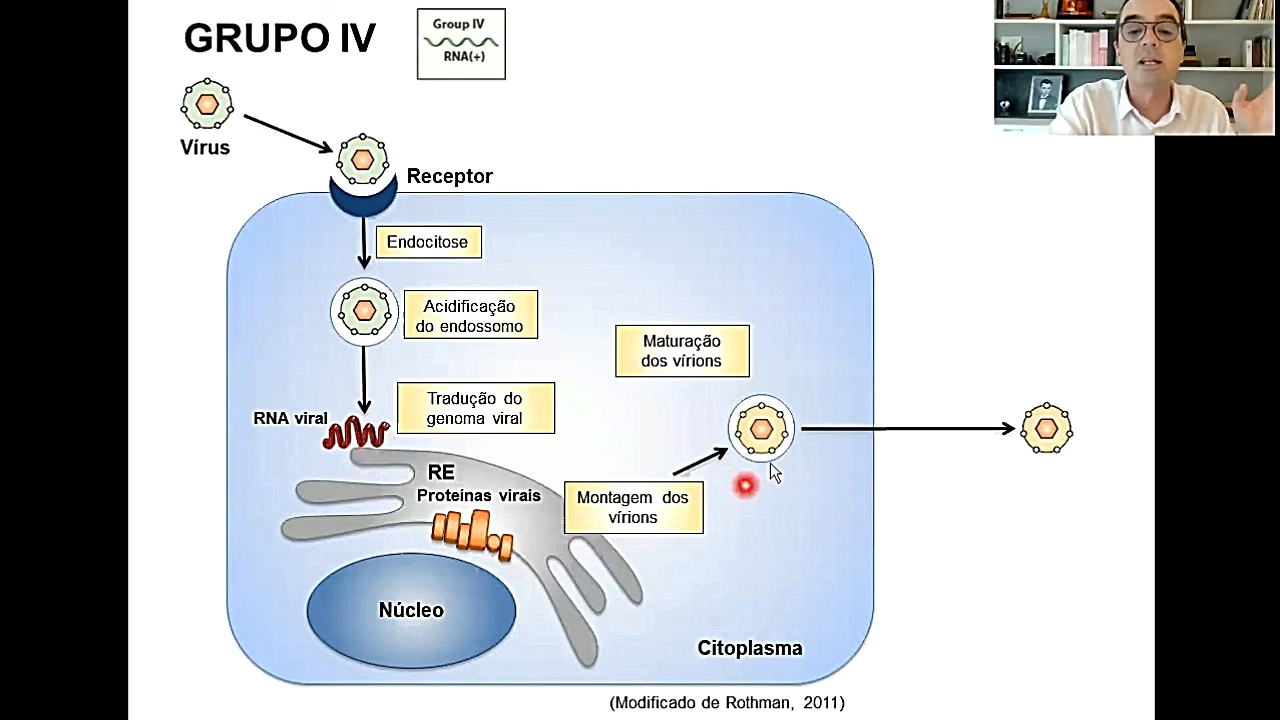 GRUPO IV
Group IV
RNA(+)
Vírus
Receptor
Endocitose
Acidificação
do endossomo
Maturação
dos vírions
Tradução do
genoma viral
RNA viral
RE
Proteínas virais
Montagem dos
vírions
Núcleo
Citoplasma
(Modificado de Rothman, 2011)